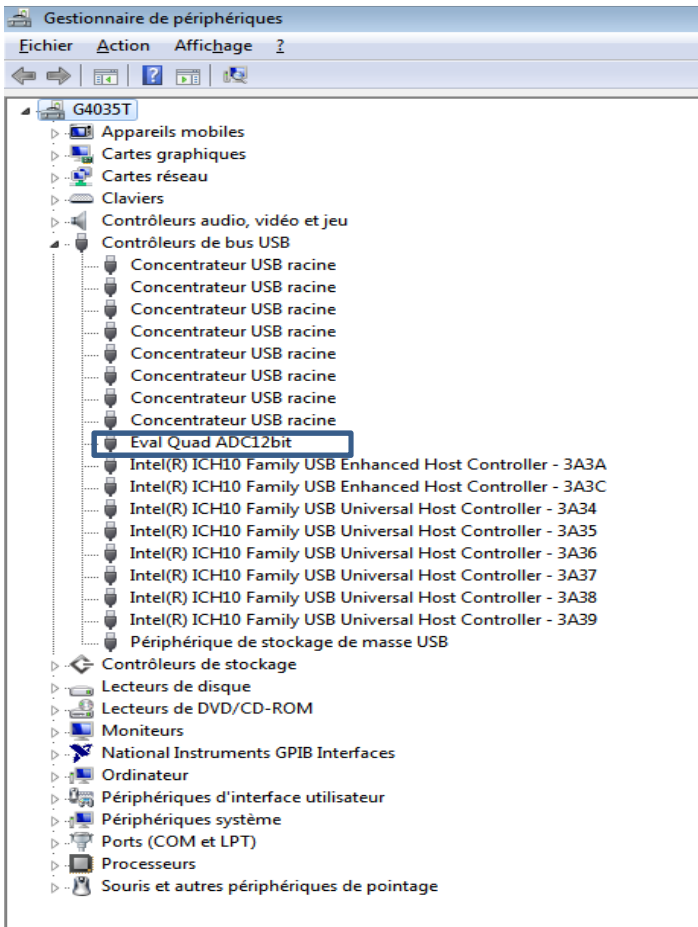 Gestionnaire de périphériques
Fichier Action Affichage ?
G4035T
Appareils mobiles
Cartes graphiques
Cartes réseau
Claviers
Contrôleurs audio, vidéo et jeu
Contrôleurs de bus USB
Concentrateur USB racine
Concentrateur USB racine
Concentrateur USB racine
Concentrateur USB racine
Concentrateur USB racine
Concentrateur USB racine
Concentrateur USB racine
Concentrateur USB racine
Eval Quad ADC12bit
Intel(R) ICH10 Family USB Enhanced Host Controller - 3A3A
Intel(R) ICH10 Family USB Enhanced Host Controller - 3A3C
Intel(R) ICH10 Family USB Universal Host Controller - 3A34
Intel(R) ICH10 Family USB Universal Host Controller - 3A35
Intel(R) ICH10 Family USB Universal Host Controller - 3A36
Intel(R) ICH10 Family USB Universal Host Controller - 3A37
Intel(R) ICH10 Family USB Universal Host Controller - 3A38
Intel(R) ICH10 Family USB Universal Host Controller - 3A39
Périphérique de stockage de masse USB
Contrôleurs de stockage
Lecteurs de disque
Lecteurs de DVD/CD-ROM
Moniteurs
National Instruments GPIB Interfaces
Ordinateur
Périphériques d'interface utilisateur
Périphériques système
Ports (COM et LPT)
Processeurs
Souris et autres périphériques de pointage